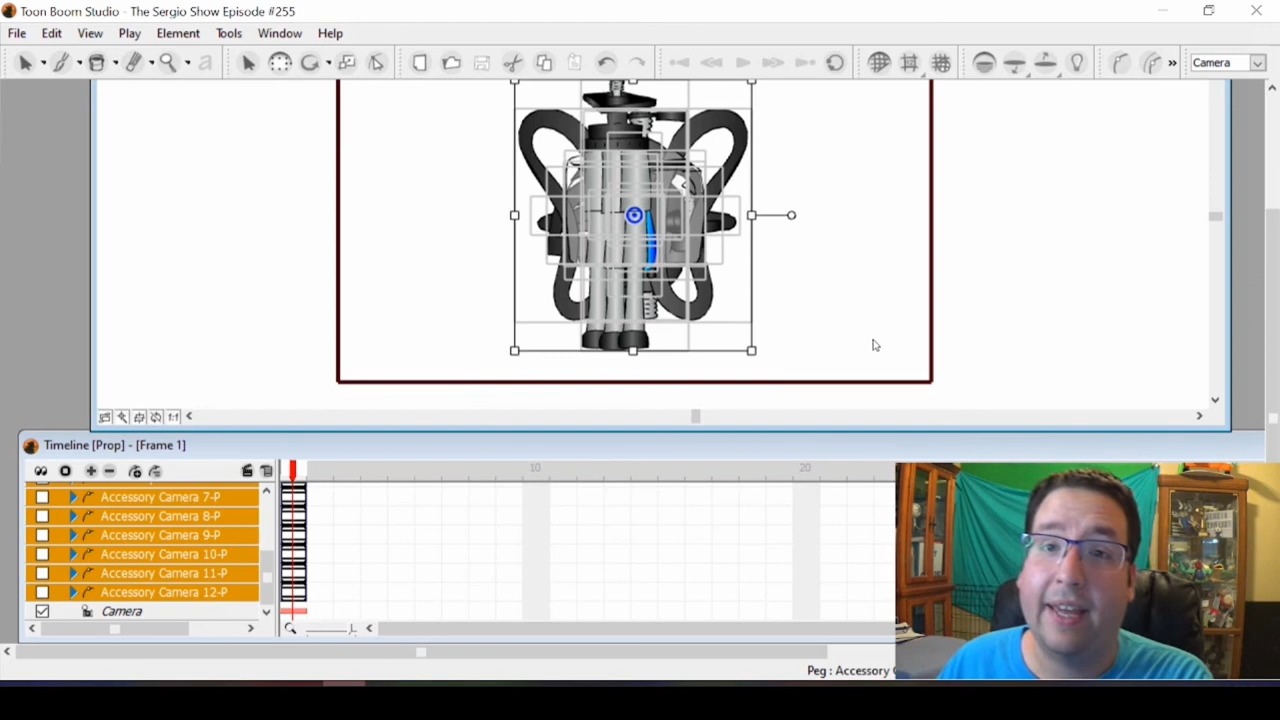 Toon Boom Studio - The Sergio Show Episode #255
File Edit View Play Element Tools Window Help
Camera
1:1
Timeline [Prop] - [Frame 1]
10 20
Accessory Camera 7-P
Accessory Camera 8-P
Accessory Camera 9-P
Accessory Camera 10-P
Accessory Camera 11-P
Accessory Camera 12-P
Camera
Peg : Accessory